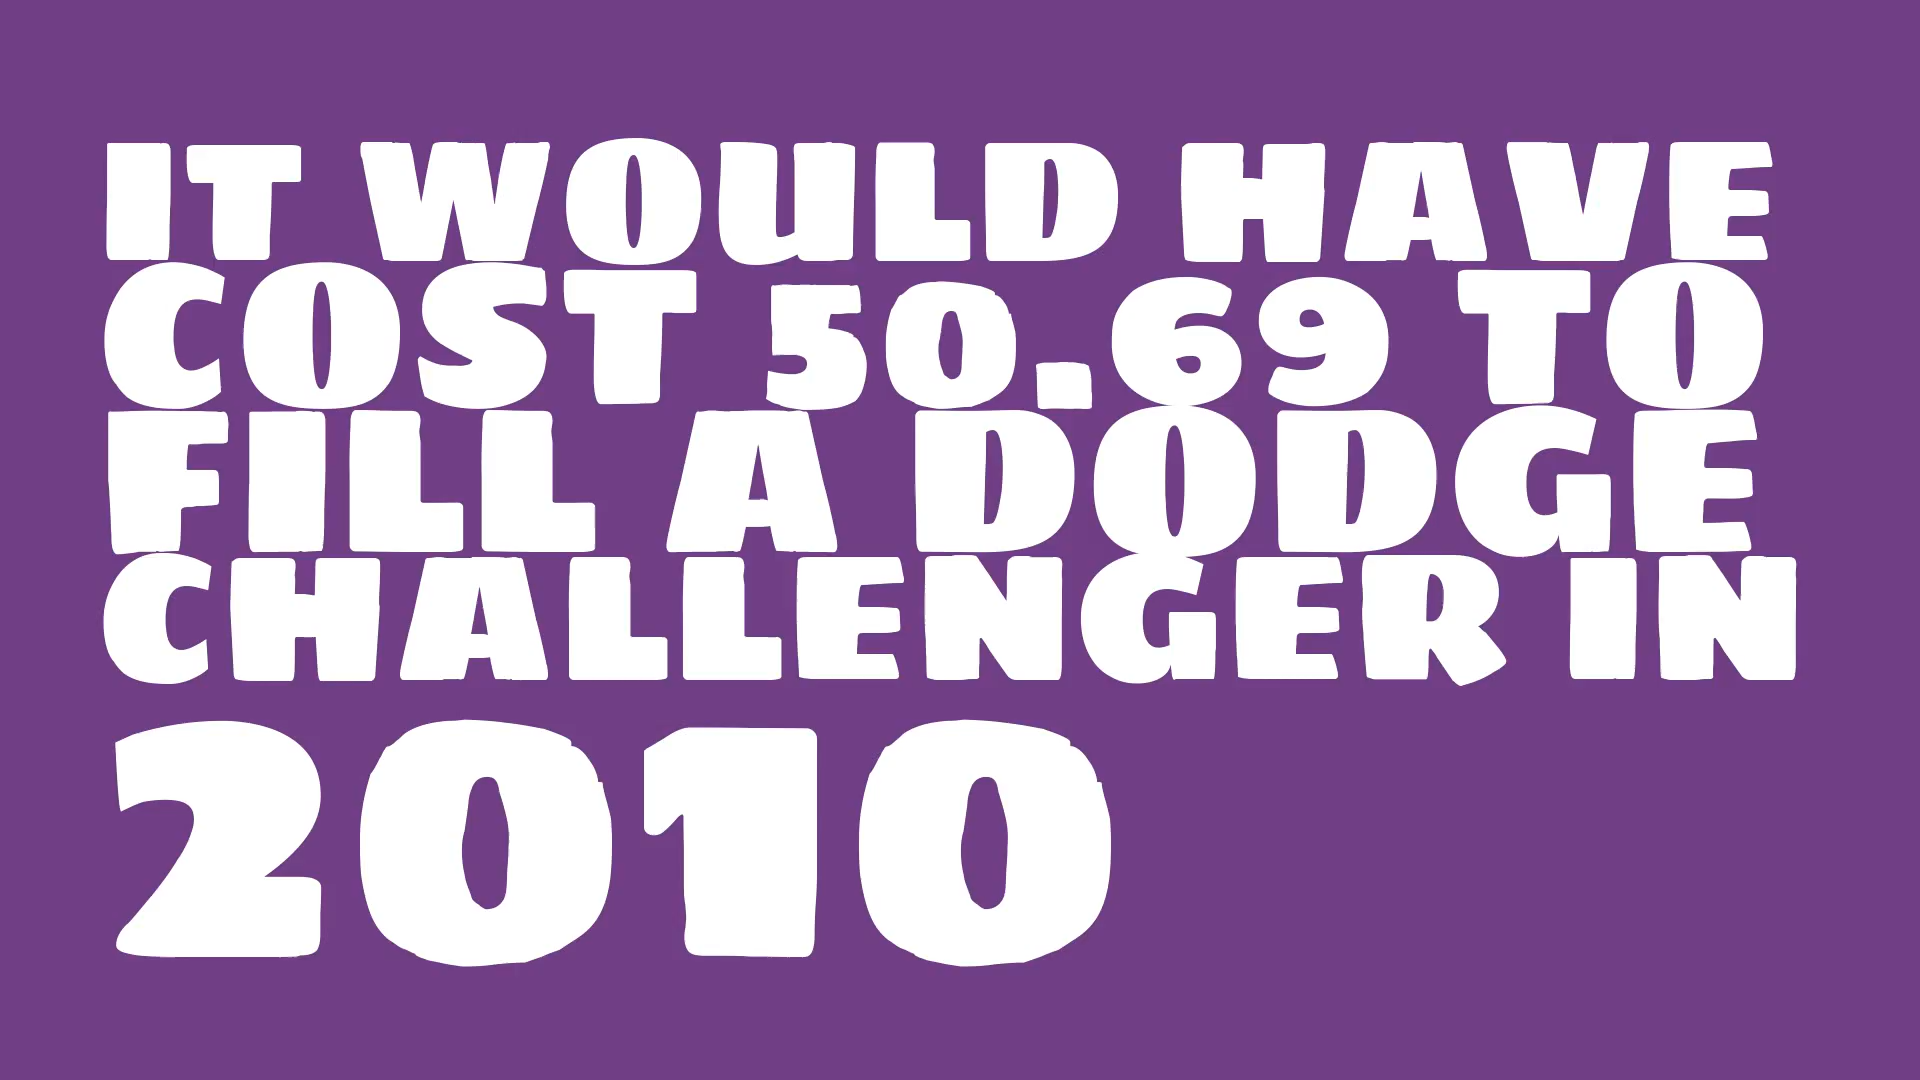 IT WOULD HAVE
COST 50.69 TO
FILL A DODGE
CHALLENGER IN
2010